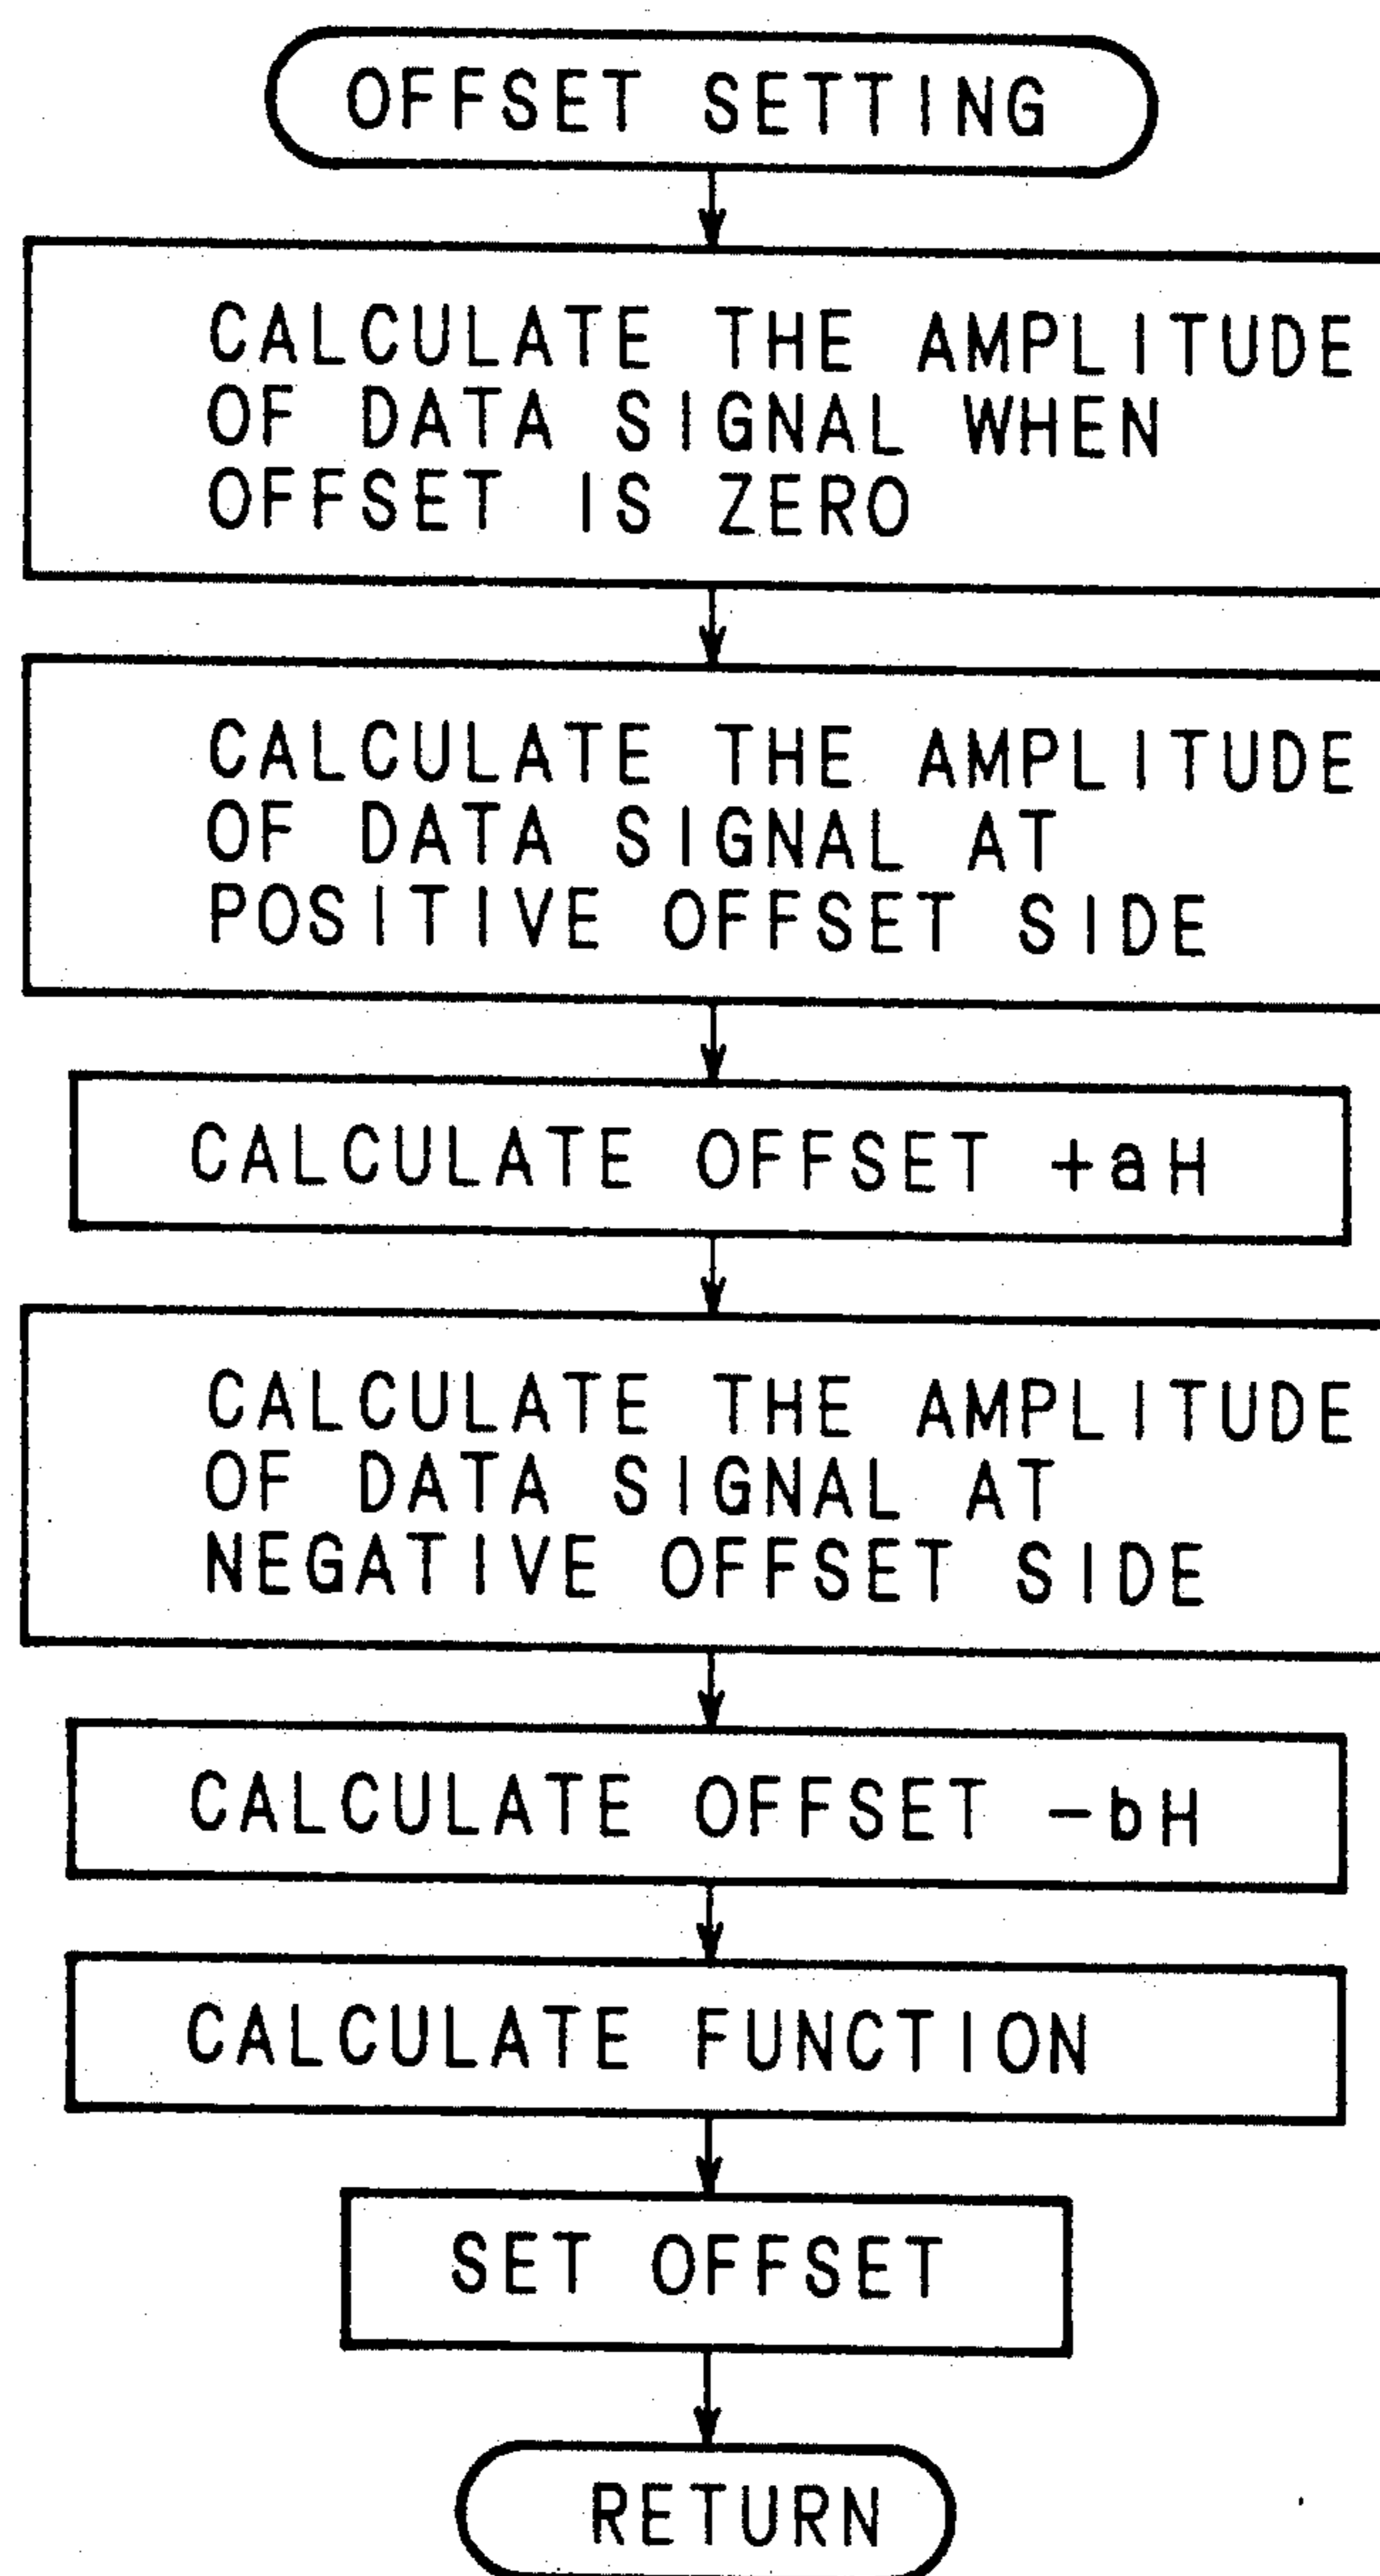 OFFSET SETTING
CALCULATE THE AMPLITUDE
OF DATA SIGNAL WHEN
OFFSET IS ZERO
CALCULATE THE AMPLITUDE
OF DATA SIGNAL AT
POSITIVE OFFSET SIDE
CALCULATE OFFSET +aH
CALCULATE THE AMPLITUDE
OF DATA SIGNAL AT
NEGATIVE OFFSET SIDE
CALCULATE OFFSET -bH
CALCULATE FUNCTION
SET OFFSET
RETURN